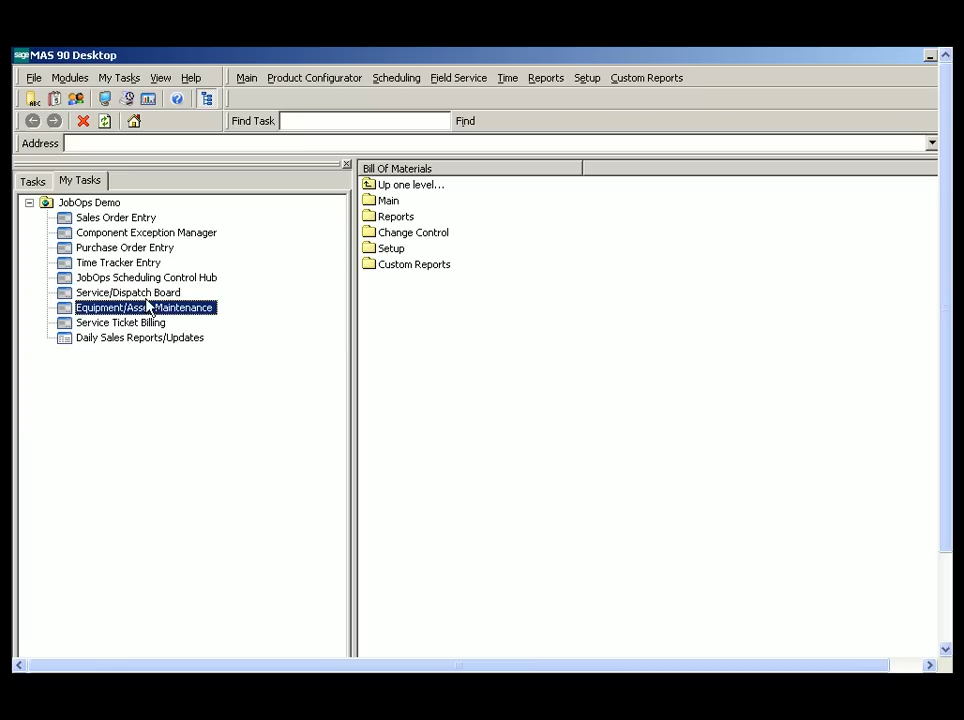 sage MAS 90 Desktop
File Modules My Tasks View Help Main Product Configurator Scheduling Field Service Time Reports Setup Custom Reports
Find Task Find
Address
Tasks My Tasks
JobOps Demo
Sales Order Entry
Component Exception Manager
Purchase Order Entry
Time Tracker Entry
JobOps Scheduling Control Hub
Service/Dispatch Board
Equipment/Asset Maintenance
Service Ticket Billing
Daily Sales Reports/Updates
Bill Of Materials
Up one level...
Main
Reports
Change Control
Setup
Custom Reports